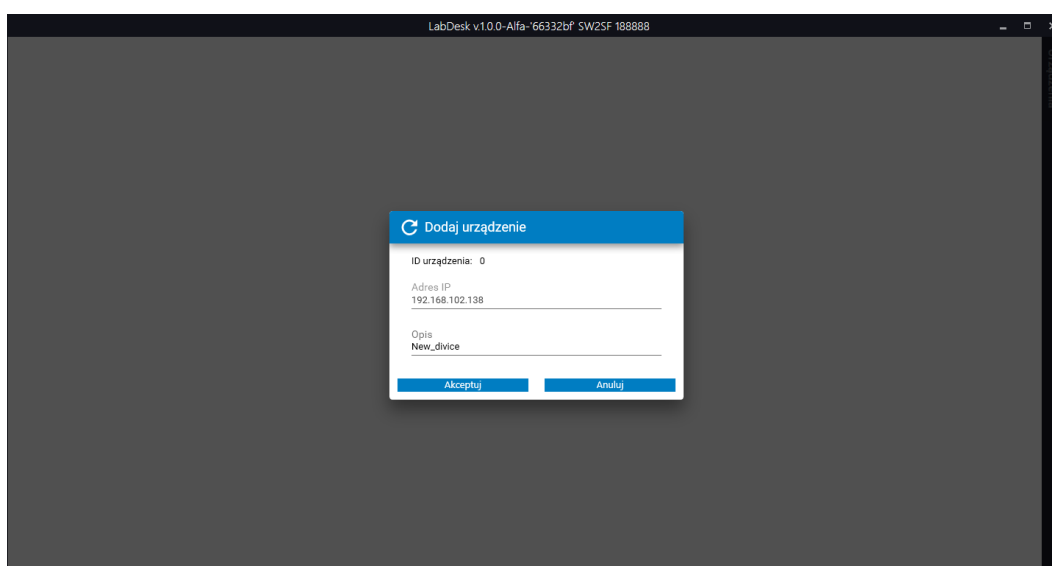 LabDesk v.1.0.0-Alfa-'66332bf' SW2SF 188888
Dodaj urządzenie
ID urządzenia: 0
Adres IP
192.168.102.138
Opis
New_divice
Akceptuj
Anuluj